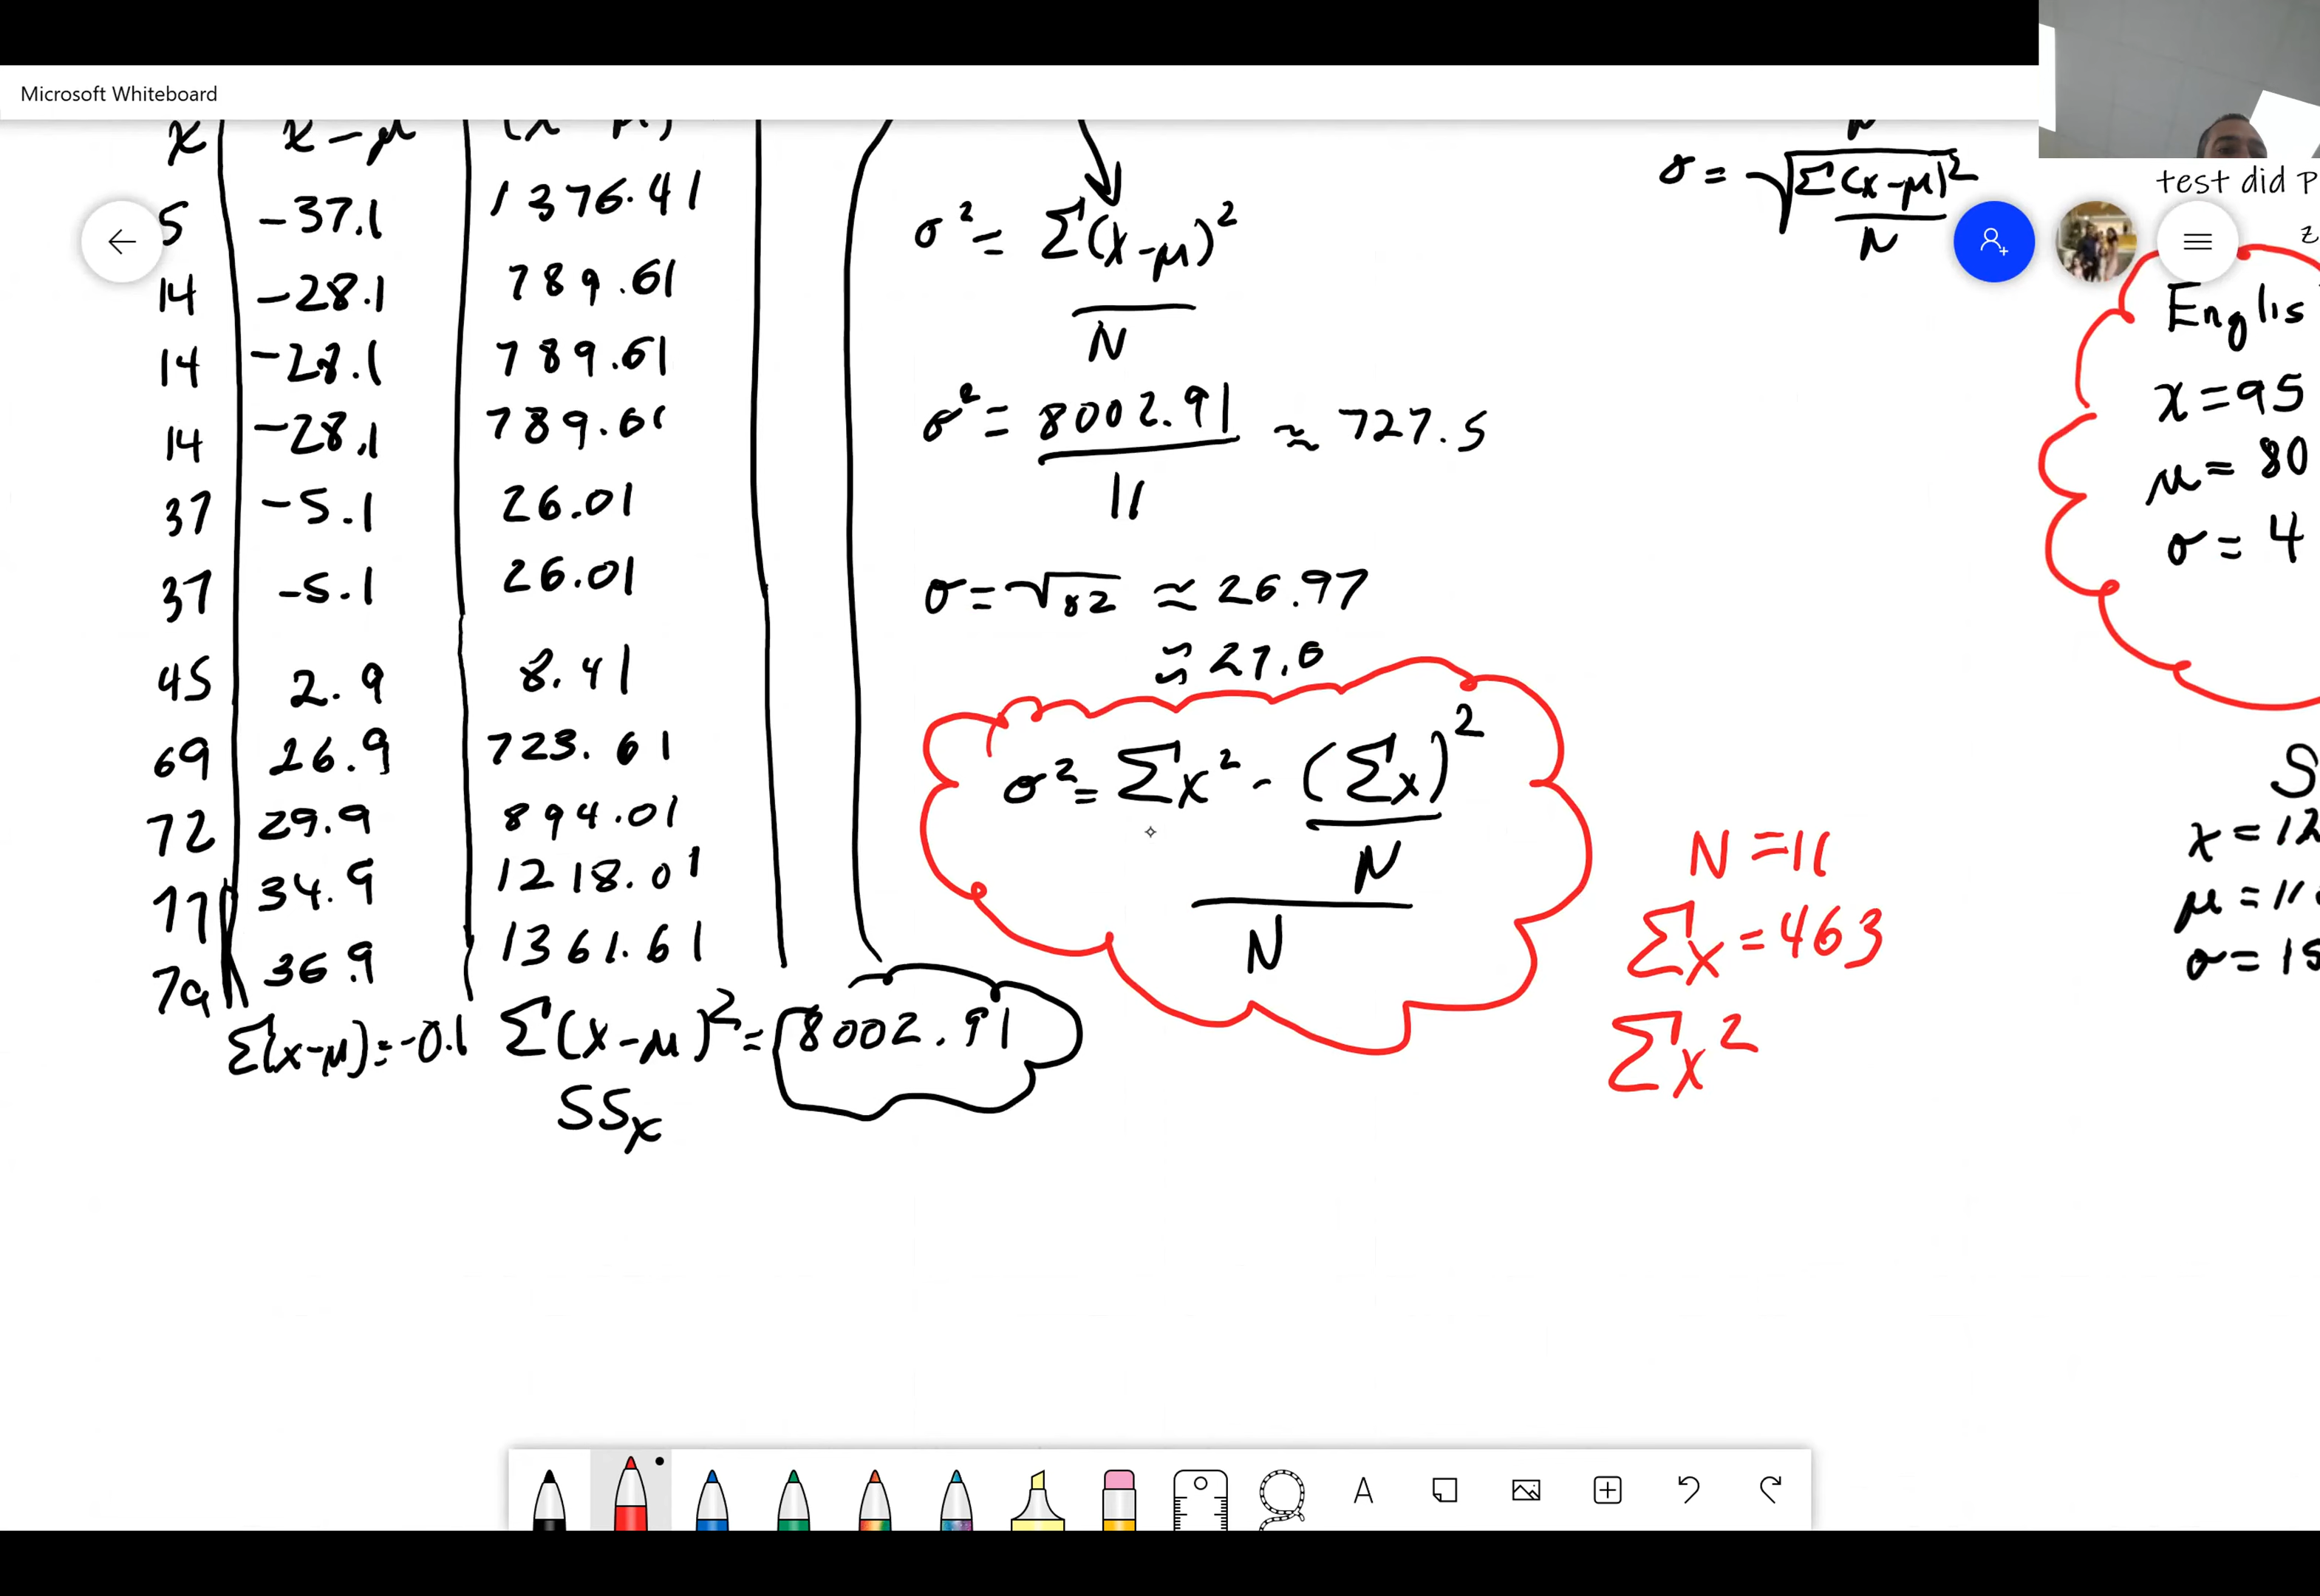 Microsoft Whiteboard
x | x-μ | (x-μ)
5 | -37.1 | 1376.41
14 | -28.1 | 789.61
14 | -28.1 | 789.61
14 | -28.1 | 789.61
37 | -5.1 | 26.01
37 | -5.1 | 26.01
45 | 2.9 | 8.41
69 | 26.9 | 723.61
72 | 29.9 | 894.01
77 | 34.9 | 1218.01
79 | 36.9 | 1361.61
Σ(x-μ)=-0.1 Σ(x-μ)²=8002.91
SSx
σ²=Σ(x-μ)²
N
σ²=8002.91
11
≈727.5
σ=√σ² ≈26.97
≈27.0
σ²=Σx²-(Σx)²
N
N
N=11
Σx=463
Σx²
N
σ=√Σ(x-μ)²
N
test did p
z
Englis
x=95
μ=80
σ=4
S
x=12
μ=11
σ=15
A